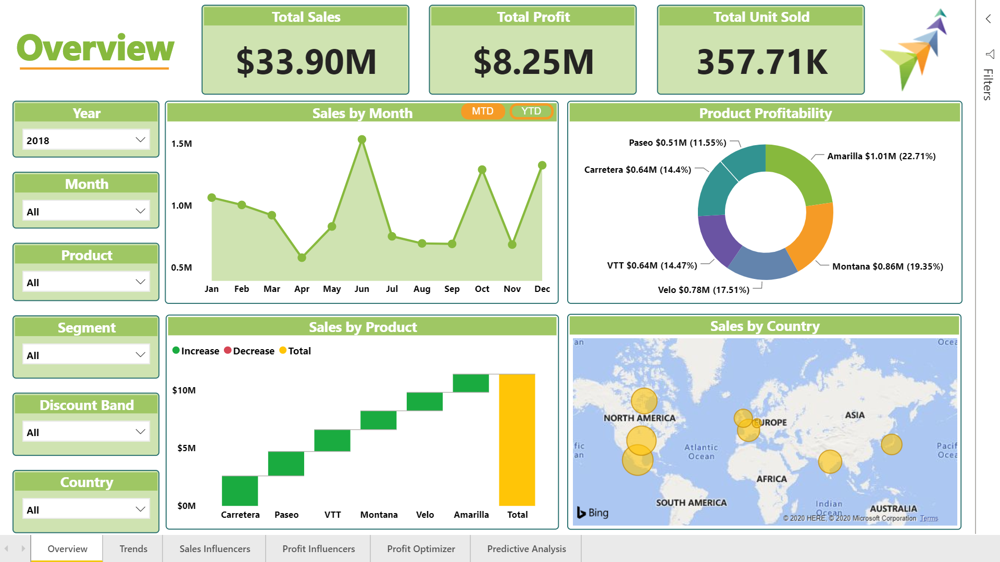 Overview
Total Sales
$33.90M
Total Profit
$8.25M
Total Unit Sold
357.71K
Filters
Year
2018
Month
All
Product
All
Segment
All
Discount Band
All
Country
All
Sales by Month
MTD
YTD
1.5M
1.0M
0.5M
Jan Feb Mar Apr May Jun Jul Aug Sep Oct Nov Dec
Product Profitability
Paseo $0.51M (11.55%)
Amarilla $1.01M (22.71%)
Carretera $0.64M (14.4%)
VTT $0.64M (14.47%)
Montana $0.86M (19.35%)
Velo $0.78M (17.51%)
Sales by Product
Increase Decrease Total
$10M
$5M
$0M
Carretera Paseo VTT Montana Velo Amarilla Total
Sales by Country
an
Ocea
NORTH AMERICA
EUROPE
ASIA
fic
an
Atlantic
Ocean
Pacif
Ocea
AFRICA
SOUTH AMERICA
Indian
Ocean
AUSTRALIA
Bing
© 2020 HERE, © 2020 Microsoft Corporation Terms
Overview Trends Sales Influencers Profit Influencers Profit Optimizer Predictive Analysis